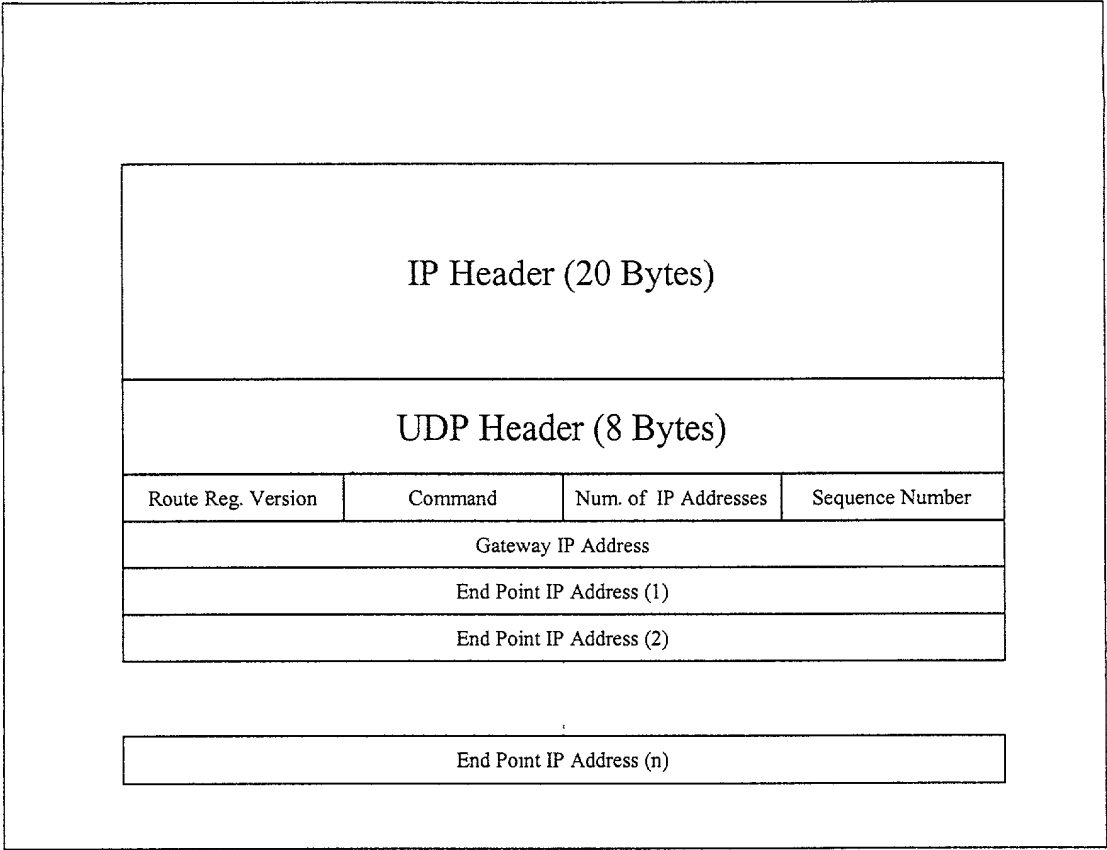 IP Header (20 Bytes)
UDP Header (8 Bytes)
Route Reg. Version Command Num. of IP Addresses Sequence Number
Gateway IP Address
End Point IP Address (1)
End Point IP Address (2)
End Point IP Address (n)